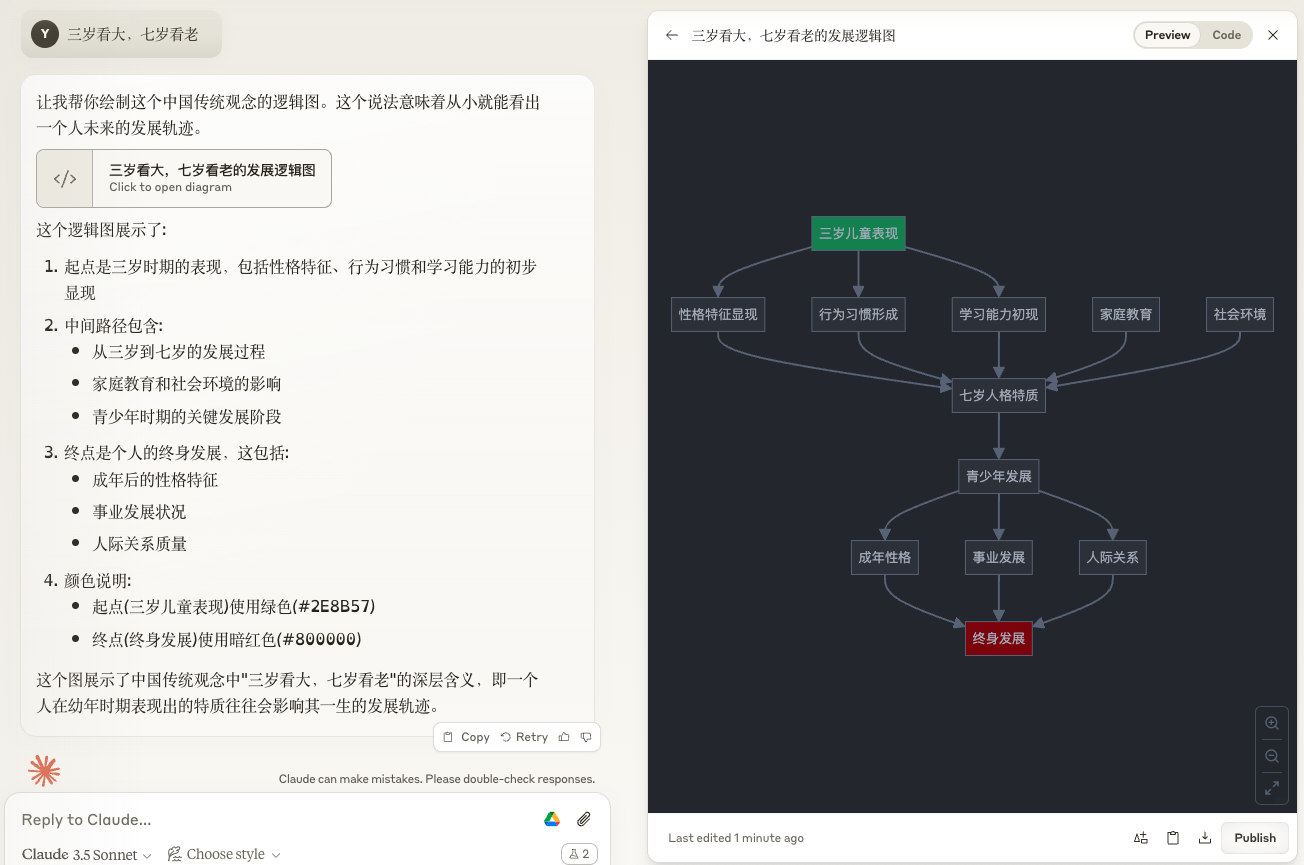 Y
三岁看大，七岁看老
让我帮你绘制这个中国传统观念的逻辑图。这个说法意味着从小就能看出
一个人未来的发展轨迹。
</>
三岁看大，七岁看老的发展逻辑图
Click to open diagram
这个逻辑图展示了:
1. 起点是三岁时期的表现，包括性格特征、行为习惯和学习能力的初步
显现
2. 中间路径包含:
从三岁到七岁的发展过程
家庭教育和社会环境的影响
青少年时期的关键发展阶段
3. 终点是个人的终身发展，这包括:
成年后的性格特征
事业发展状况
人际关系质量
4. 颜色说明:
起点(三岁儿童表现)使用绿色(#2E8B57)
终点(终身发展)使用暗红色(#800000)
这个图展示了中国传统观念中"三岁看大，七岁看老"的深层含义，即一个
人在幼年时期表现出的特质往往会影响其一生的发展轨迹。
Copy Retry
Claude can make mistakes. Please double-check responses.
Reply to Claude...
Claude 3.5 Sonnet Choose style 2
三岁看大，七岁看老的发展逻辑图
Preview Code
三岁儿童表现
性格特征显现 行为习惯形成 学习能力初现 家庭教育 社会环境
七岁人格特质
青少年发展
成年性格 事业发展 人际关系
终身发展
Last edited 1 minute ago
Publish